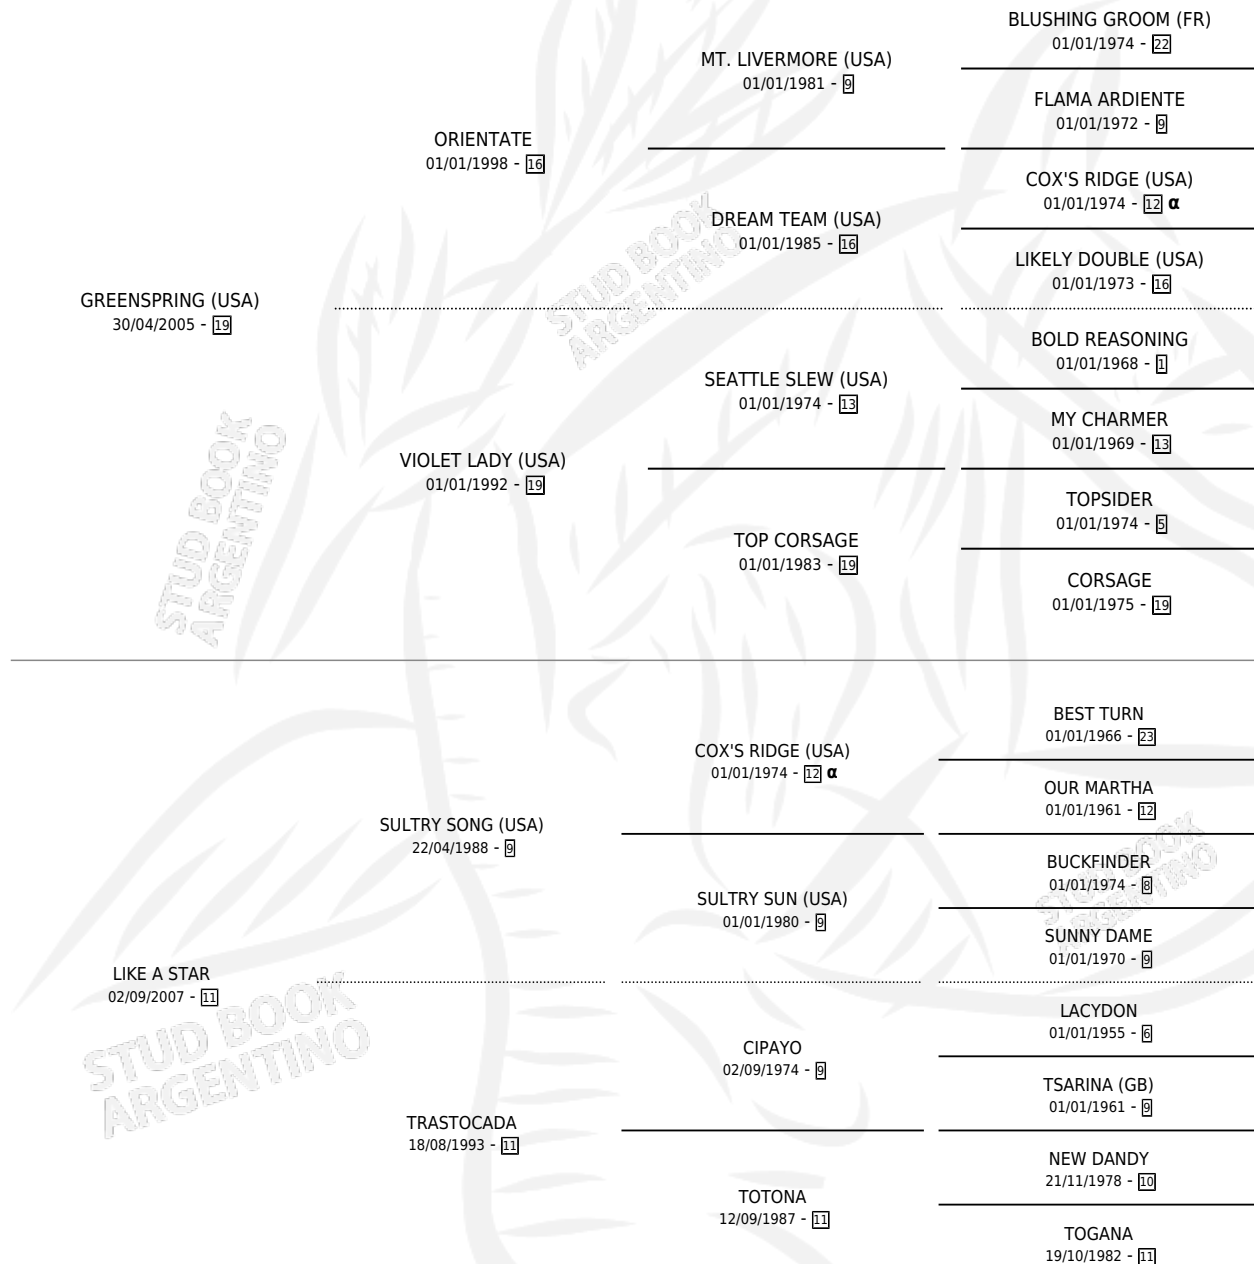 BLUSHING GROOM (FR)
01/01/1974 - 22
MT. LIVERMORE (USA)
01/01/1981 - 9
FLAMA ARDIENTE
01/01/1972 - 9
ORIENTATE
01/01/1998 - 16
COX'S RIDGE (USA)
01/01/1974 - 12 α
DREAM TEAM (USA)
01/01/1985 - 16
LIKELY DOUBLE (USA)
01/01/1973 - 16
GREENSPRING (USA)
30/04/2005 - 19
STUD BOOK
ARGENTINO
BOLD REASONING
01/01/1968 - 1
SEATTLE SLEW (USA)
01/01/1974 - 13
MY CHARMER
01/01/1969 - 13
VIOLET LADY (USA)
01/01/1992 - 19
TOPSIDER
01/01/1974 - 5
TOP CORSAGE
01/01/1983 - 19
CORSAGE
01/01/1975 - 19
STUD BOOK
ARGENTINO
BEST TURN
01/01/1966 - 23
COX'S RIDGE (USA)
01/01/1974 - 12 α
OUR MARTHA
01/01/1961 - 12
SULTRY SONG (USA)
22/04/1988 - 9
BUCKFINDER
01/01/1974 - 8
SULTRY SUN (USA)
01/01/1980 - 9
STUD BOOK
ARGENTINO
SUNNY DAME
01/01/1970 - 9
LIKE A STAR
02/09/2007 - 11
STUD BOOK
ARGENTINO
LACYDON
01/01/1955 - 6
CIPAYO
02/09/1974 - 9
TSARINA (GB)
01/01/1961 - 9
TRASTOCADA
18/08/1993 - 11
NEW DANDY
21/11/1978 - 10
TOTONA
12/09/1987 - 11
TOGANA
19/10/1982 - 11